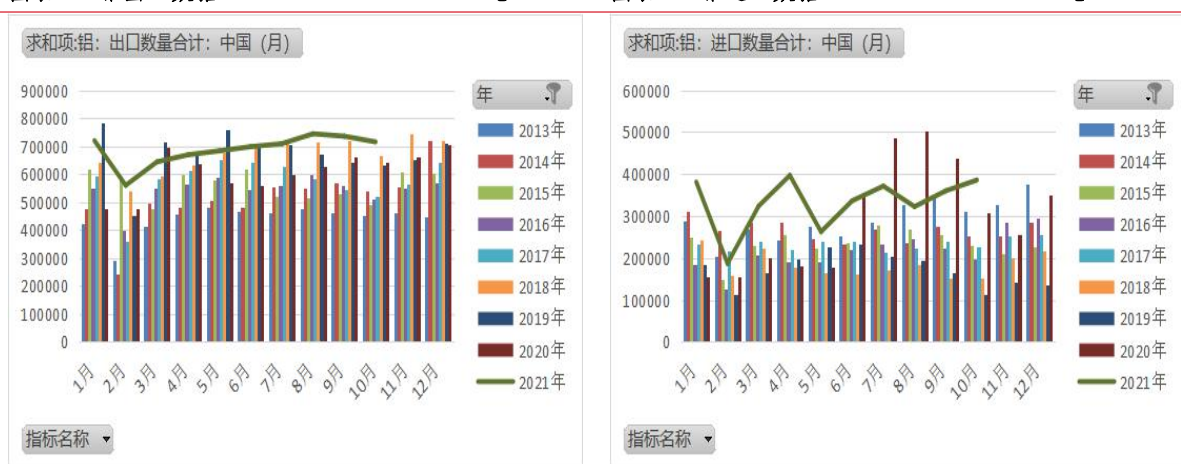 求和项:铝：出口数量合计：中国（月）
900000
800000
700000
600000
500000
400000
300000
200000
100000
0
1月 2月 3月 4月 5月 6月 7月 8月 9月 10月 11月 12月
年
2013年
2014年
2015年
2016年
2017年
2018年
2019年
2020年
2021年
指标名称
求和项:铝：进口数量合计：中国（月）
600000
500000
400000
300000
200000
100000
0
1月 2月 3月 4月 5月 6月 7月 8月 9月 10月 11月 12月
年
2013年
2014年
2015年
2016年
2017年
2018年
2019年
2020年
2021年
指标名称